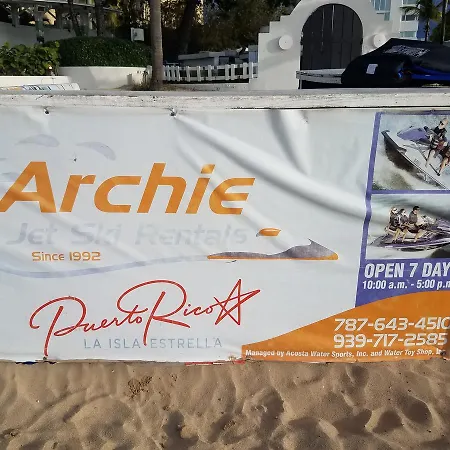 Archie
Jet Ski Rentals
Since 1992
Puerto Rico
LA ISLA ESTRELLA
OPEN 7 DAY
10:00 a.m. - 5:00 p.m
787-643-4510
939-717-2585
Managed by Acosta Water Sports, Inc. and Water Toy Shop,